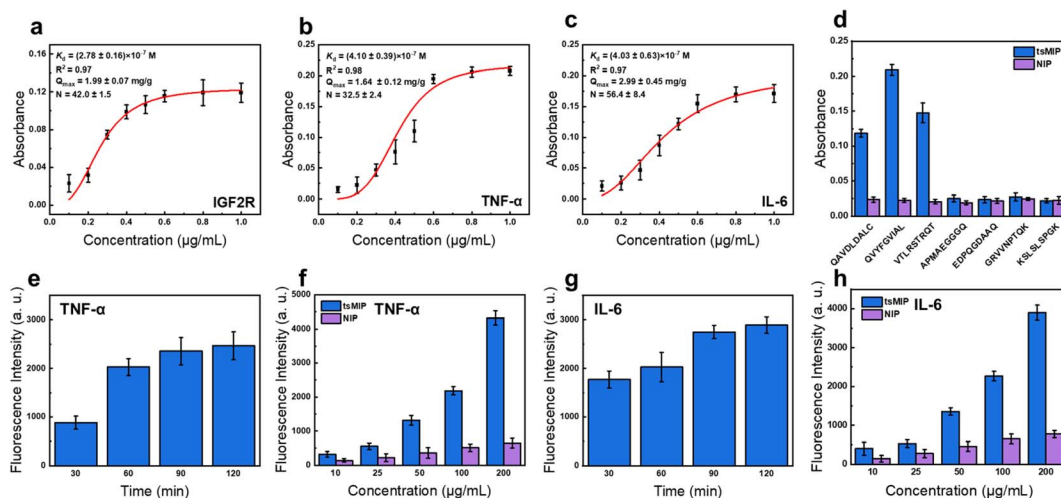 a
K_d = (2.78 ± 0.16)×10⁻⁷ M
R² = 0.97
Q_max = 1.99 ± 0.07 mg/g
N = 42.0 ± 1.5
Absorbance
0.16
0.12
0.08
0.04
0.00
0.0 0.2 0.4 0.6 0.8 1.0
IGF2R
Concentration (μg/mL)
b
K_d = (4.10 ± 0.39)×10⁻⁷ M
R² = 0.98
Q_max = 1.64 ± 0.12 mg/g
N = 32.5 ± 2.4
Absorbance
0.25
0.20
0.15
0.10
0.05
0.00
0.0 0.2 0.4 0.6 0.8 1.0
TNF-α
Concentration (μg/mL)
c
K_d = (4.03 ± 0.63)×10⁻⁷ M
R² = 0.97
Q_max = 2.99 ± 0.45 mg/g
N = 56.4 ± 8.4
Absorbance
0.25
0.20
0.15
0.10
0.05
0.00
0.0 0.2 0.4 0.6 0.8 1.0
IL-6
Concentration (μg/mL)
d
tsMIP
NIP
Absorbance
0.25
0.20
0.15
0.10
0.05
0.00
QAVDLDALC
QVYFGVIAL
VTLRSTRQT
APMAEGGGQ
EDPQGDAAQ
GRVVNPTQK
KSLSLSPGK
e
TNF-α
Fluorescence Intensity (a. u.)
3000
2000
1000
0
30 60 90 120
Time (min)
f
TNF-α
tsMIP
NIP
Fluorescence Intensity (a. u.)
5000
4000
3000
2000
1000
0
10 25 50 100 200
Concentration (μg/mL)
g
IL-6
Fluorescence Intensity (a. u.)
3000
2000
1000
0
30 60 90 120
Time (min)
h
IL-6
tsMIP
NIP
Fluorescence Intensity (a. u.)
4000
3000
2000
1000
0
10 25 50 100 200
Concentration (μg/mL)